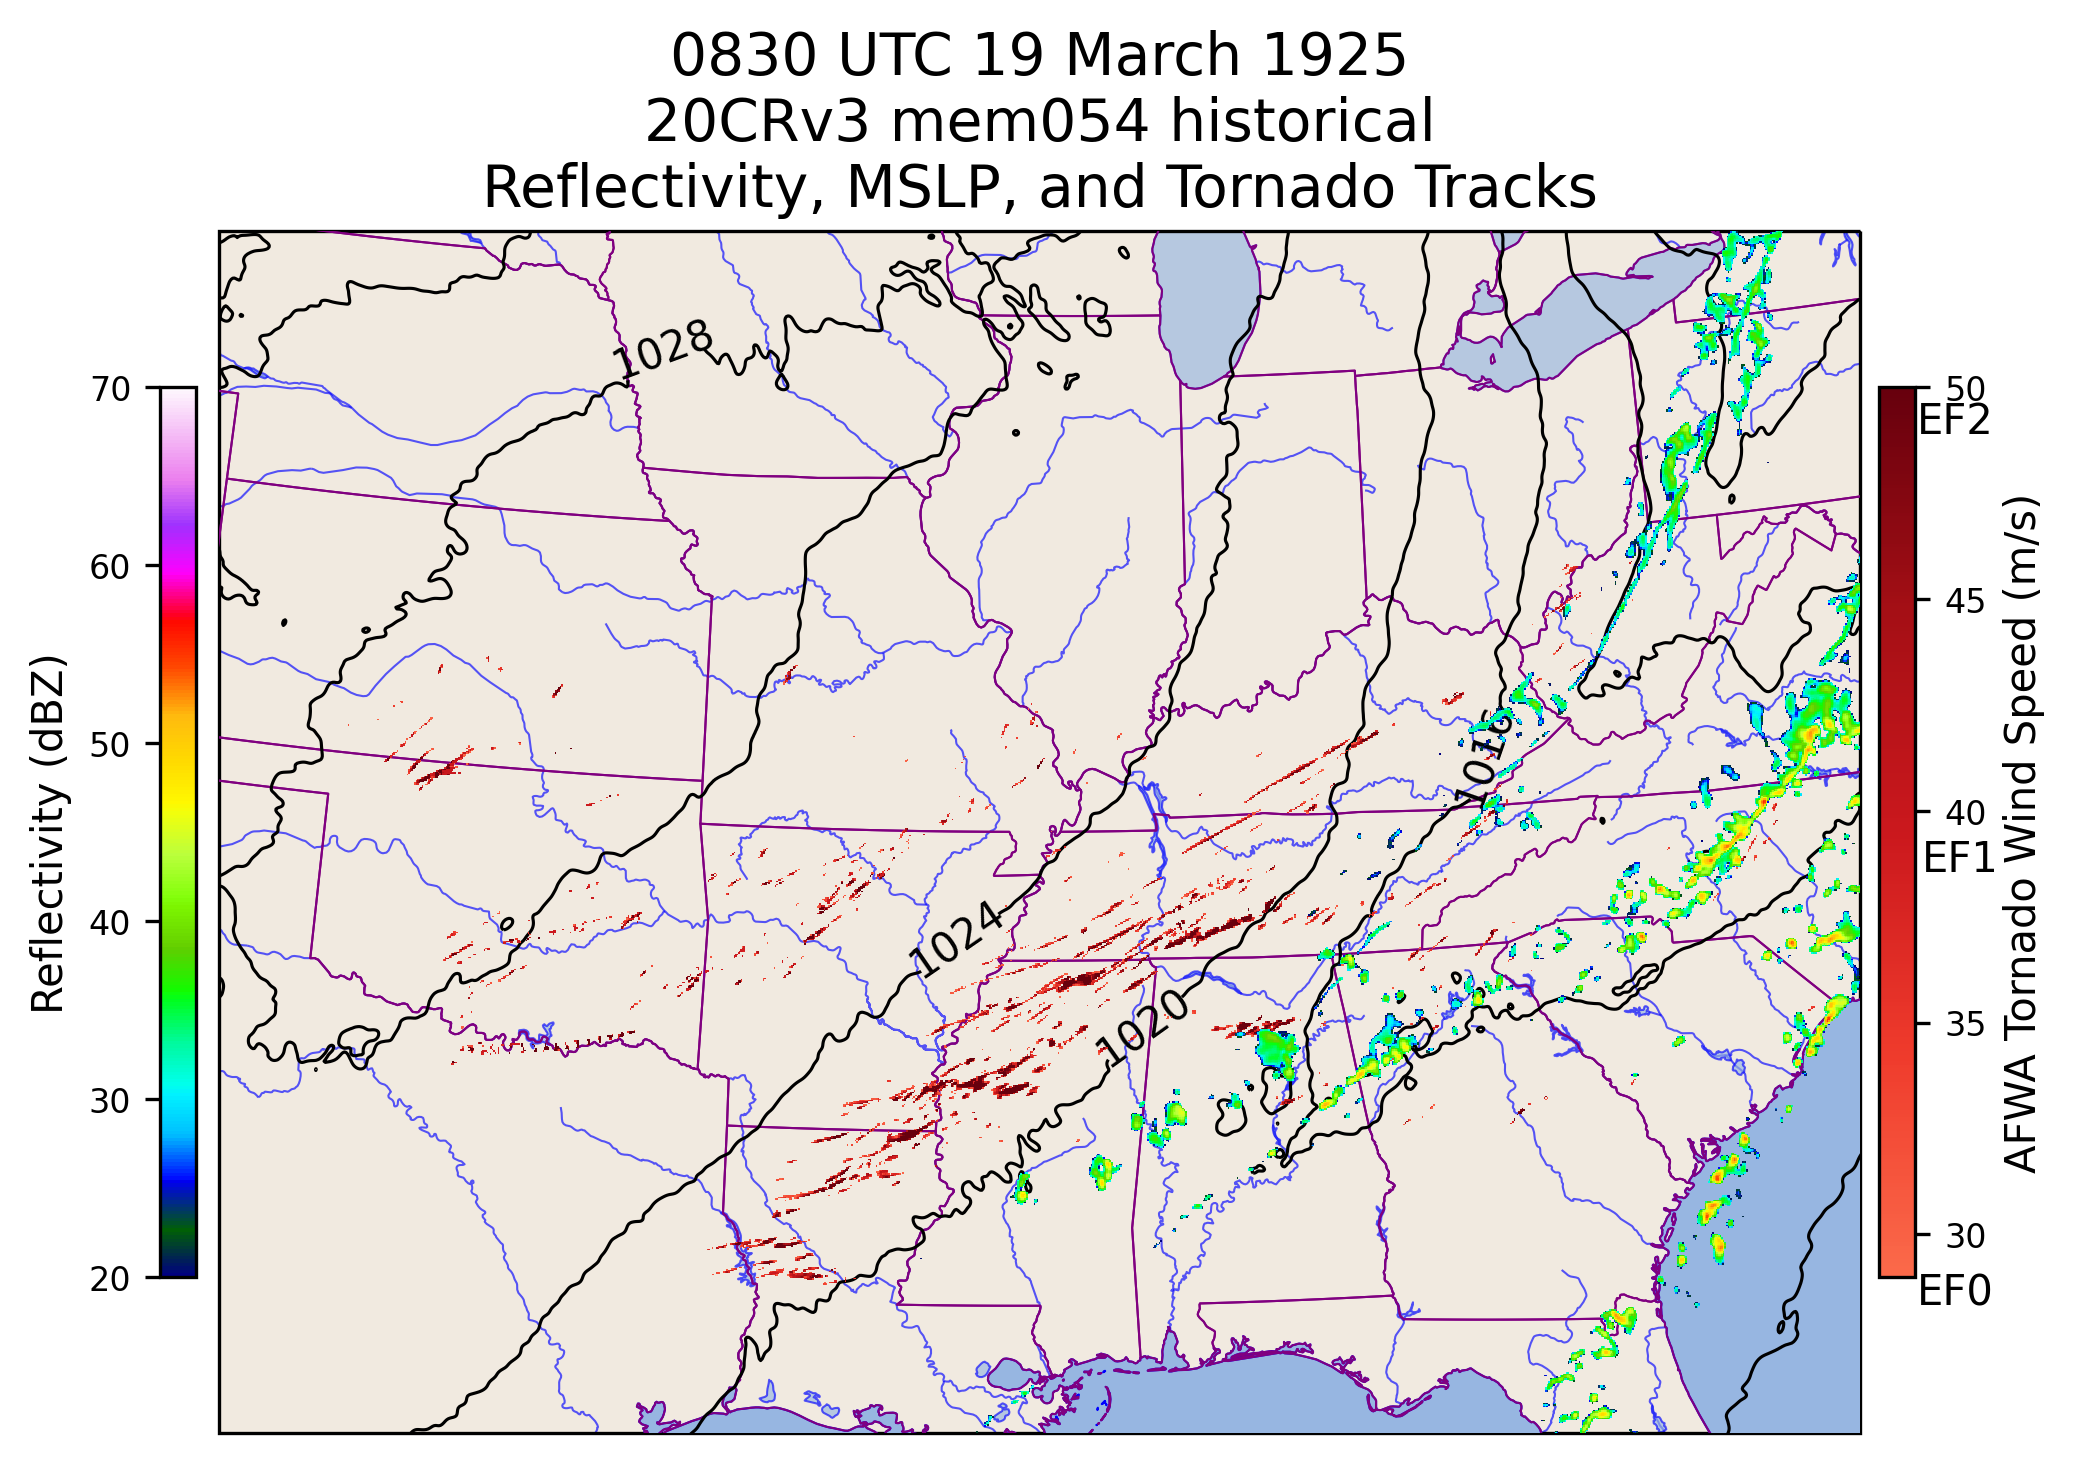 0830 UTC 19 March 1925
20CRv3 mem054 historical
Reflectivity, MSLP, and Tornado Tracks
Reflectivity (dBZ)
70
60
50
40
30
20
1028
1024
1020
1016
50
EF2
45
40
EF1
35
30
EF0
AFWA Tornado Wind Speed (m/s)